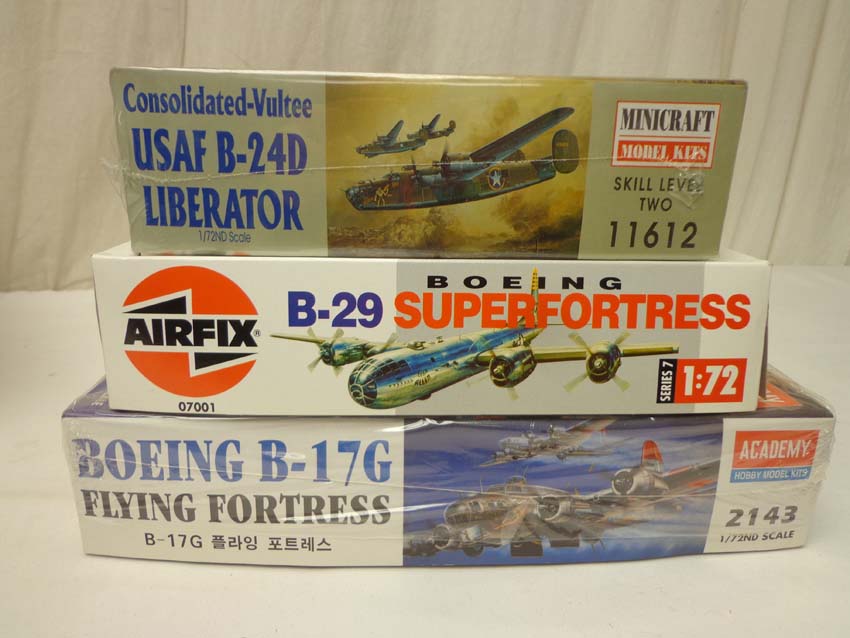 Consolidated-Vultee
USAF B-24D
LIBERATOR
1/72ND Scale
MINICRAFT
MODEL KITS
SKILL LEVEL
TWO
11612
AIRFIX®
07001
BOEING
B-29 SUPERFORTRESS
SERIES 7
1:72
BOEING B-17G
FLYING FORTRESS
B-17G 플라잉 포트레스
ACADEMY
HOBBY MODEL KITS
2143
1/72ND SCALE